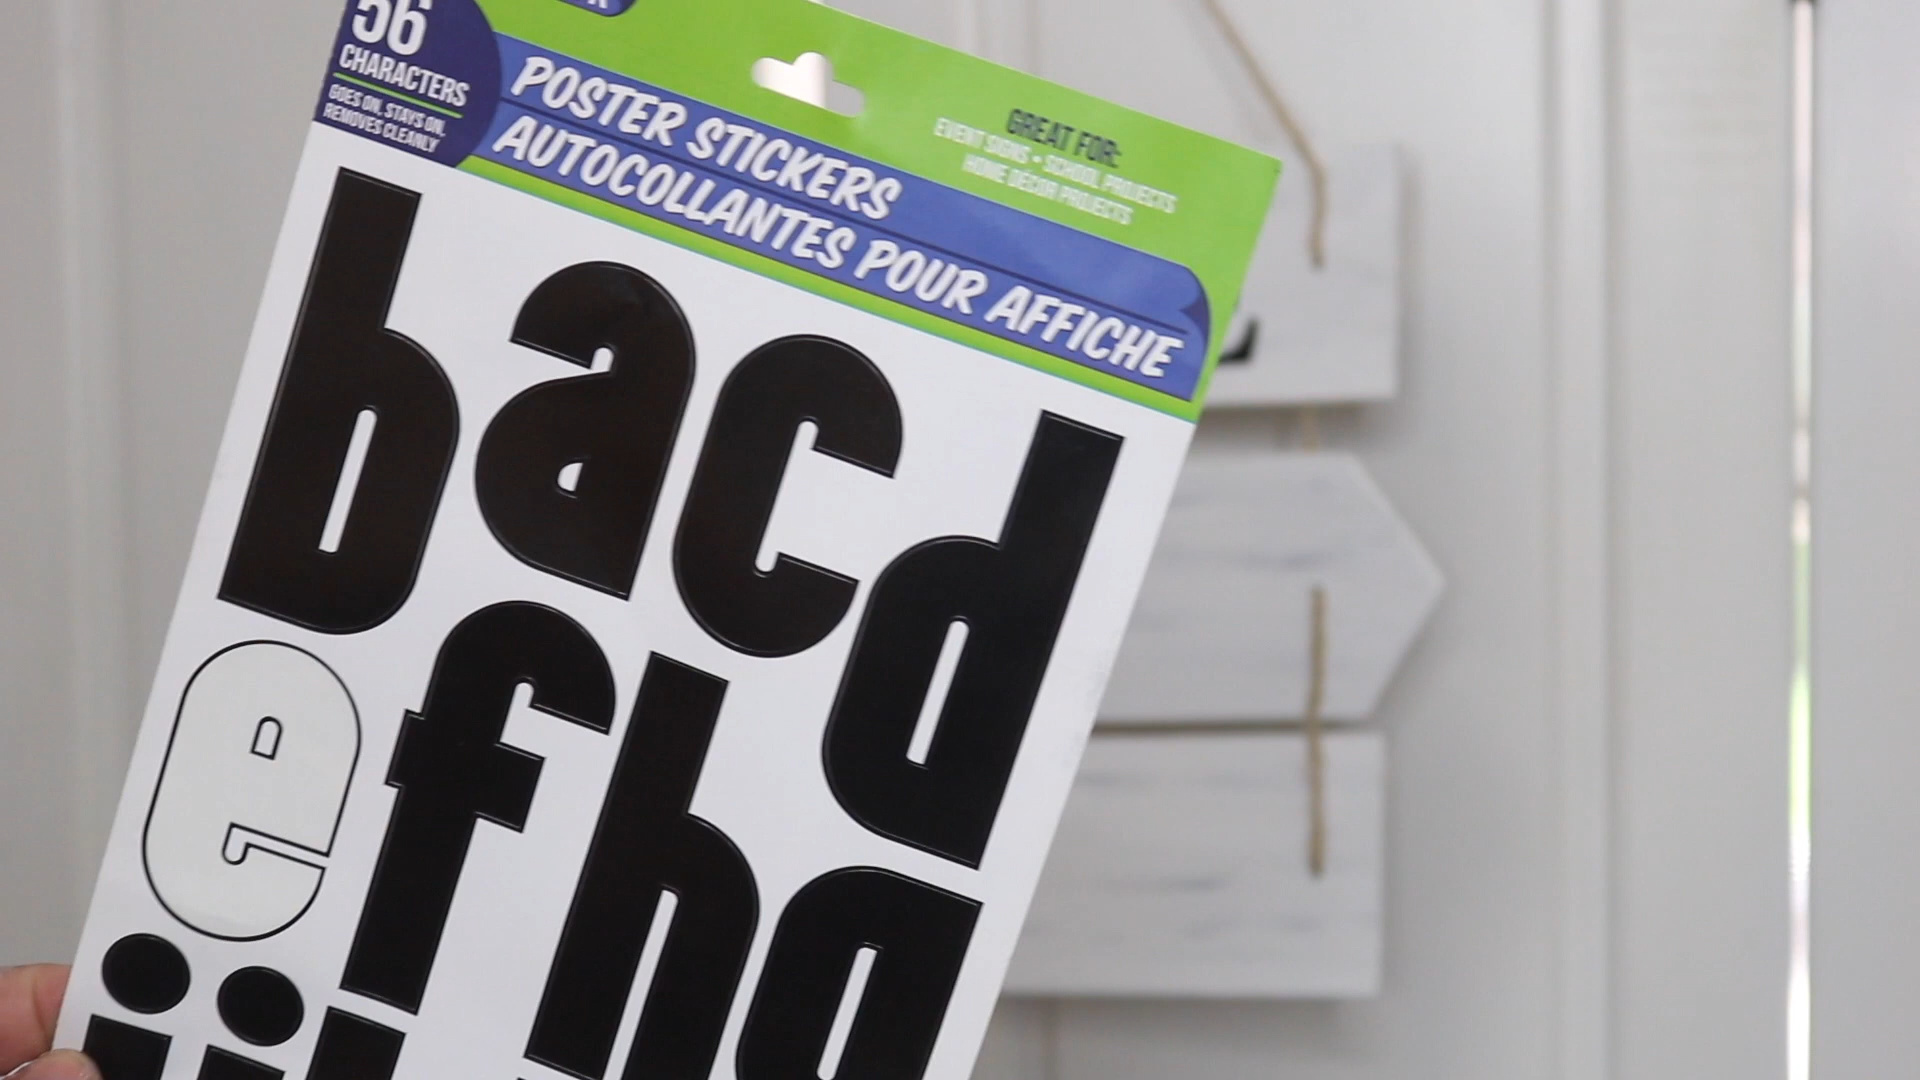 56
CHARACTERS
GOES ON, STAYS ON,
REMOVES CLEANLY
POSTER STICKERS
AUTOCOLLANTES POUR AFFICHE
GREAT FOR:
EVENT SIGNS • SCHOOL PROJECTS
HOME DÉCOR PROJECTS
b a c d
e f h g
i j l